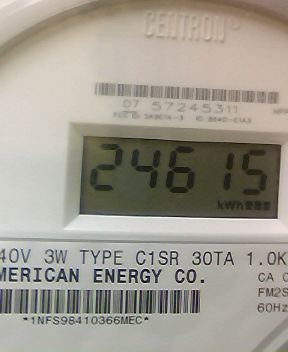 CENTRON®
07 57245311
24615
kWh
40V 3W TYPE C1SR 30TA 1.0K
MERICAN ENERGY CO.
CA
FM2S
60Hz
*1NFS98410366MEC*